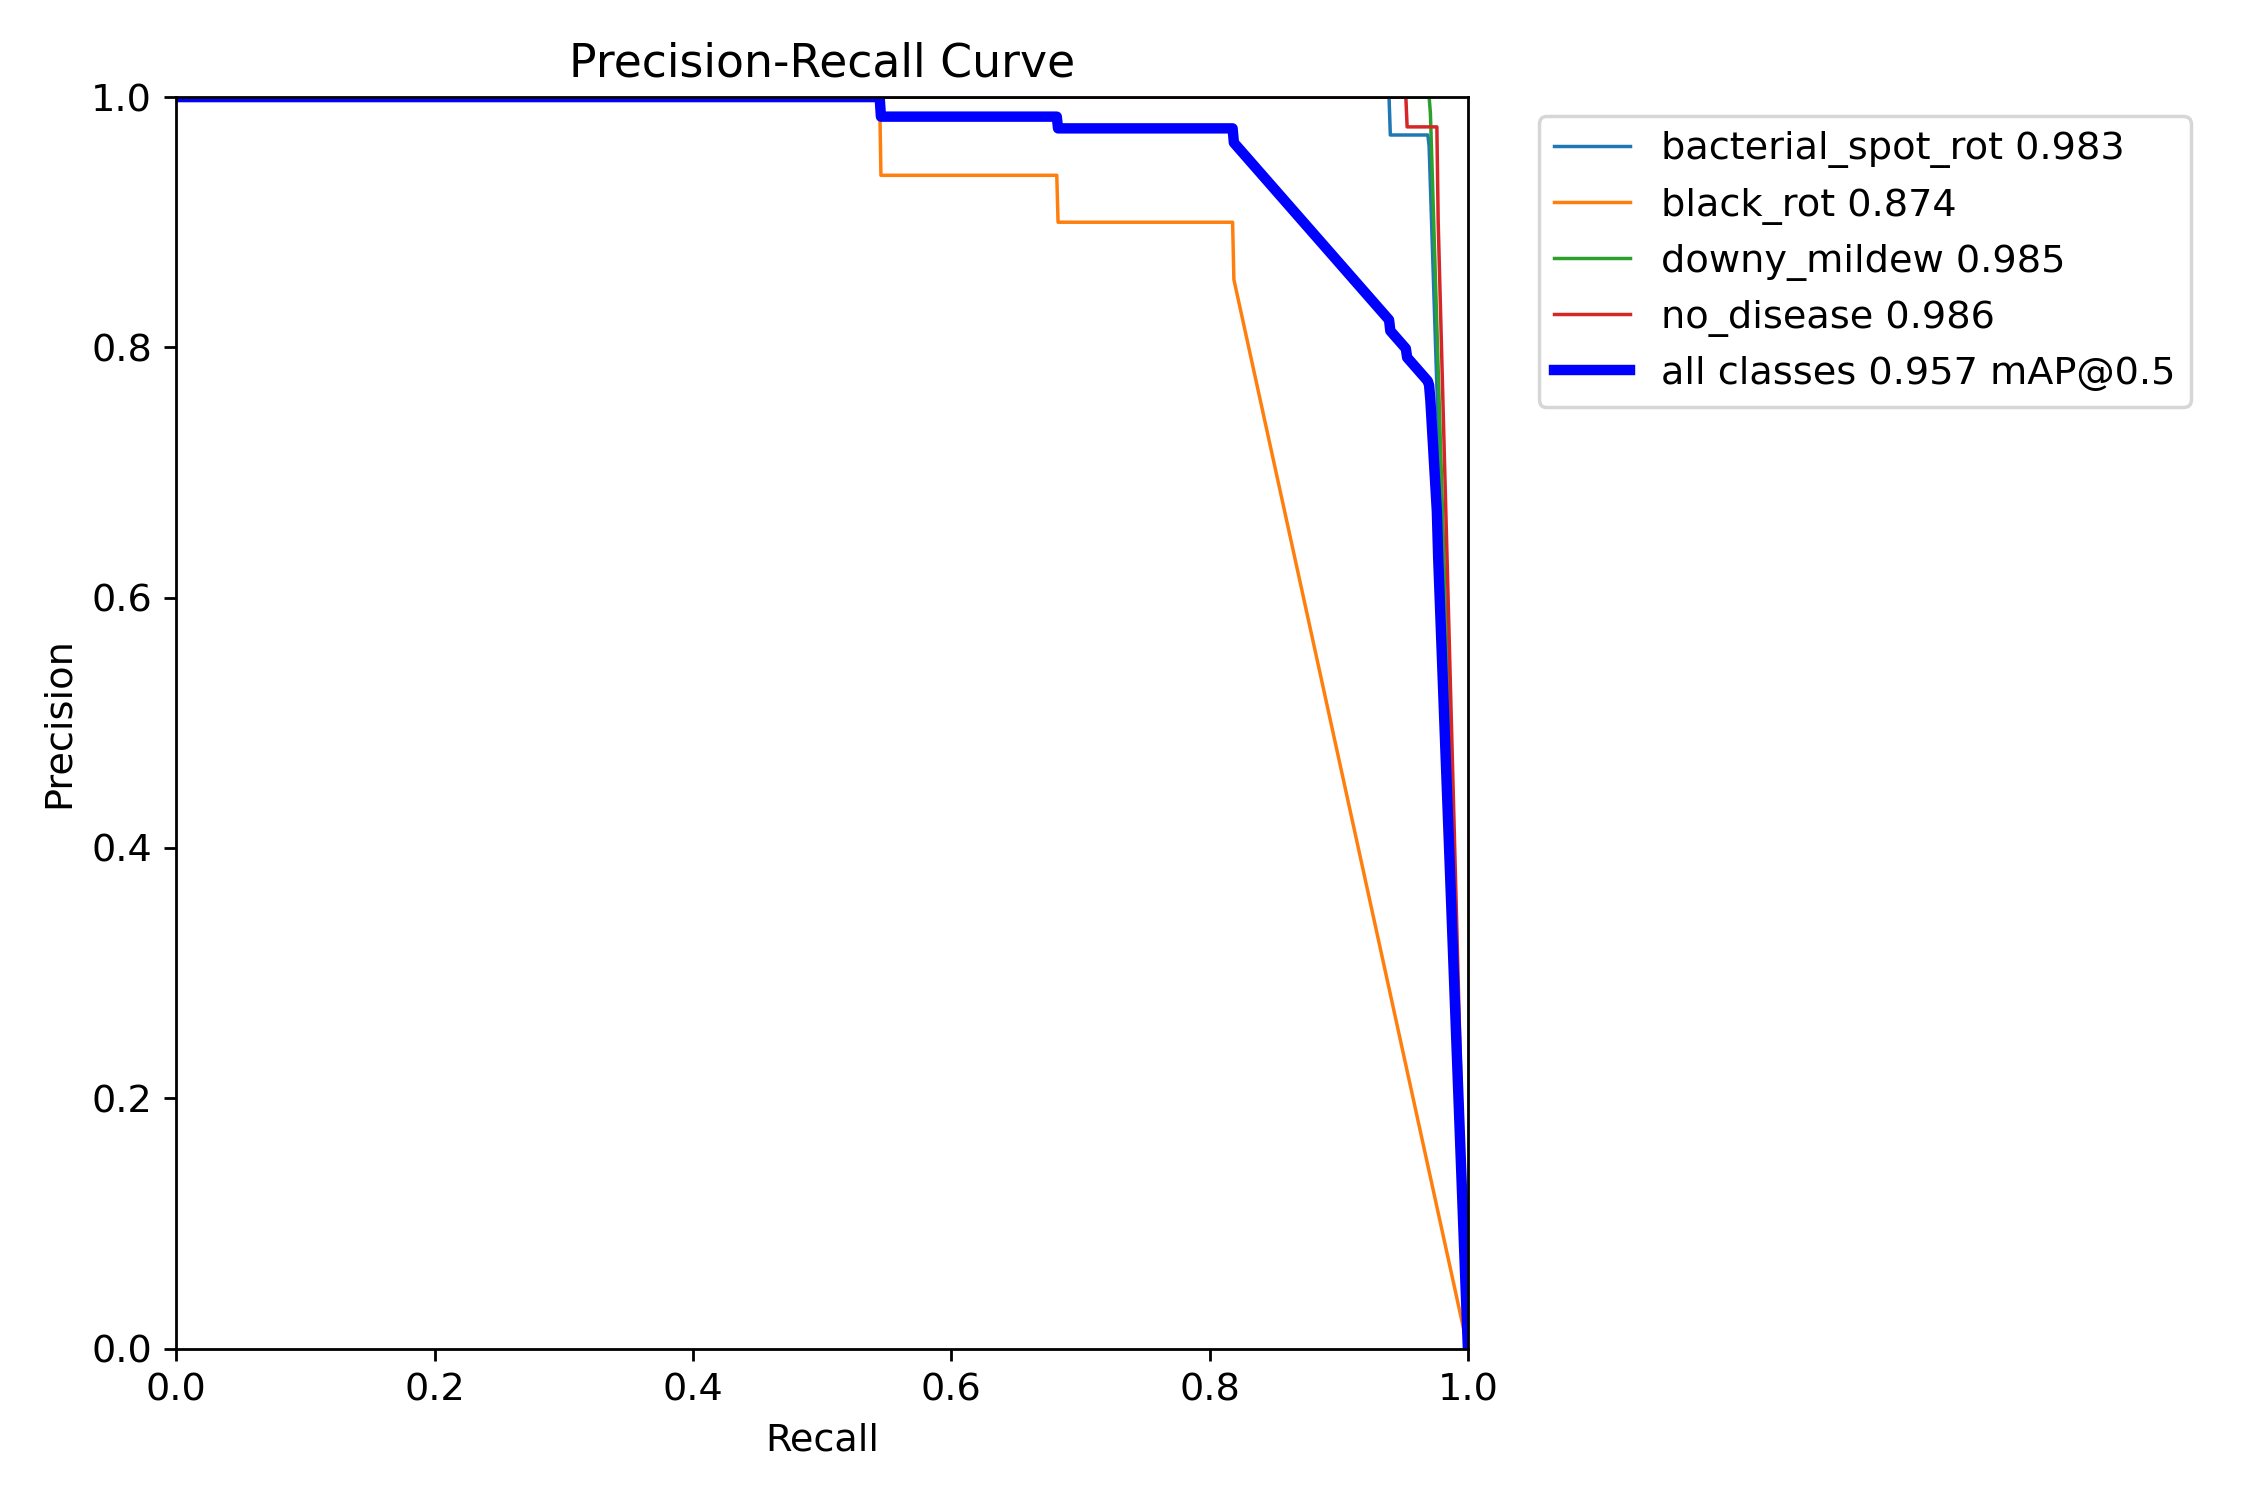 Precision-Recall Curve
1.0
0.8
0.6
0.4
0.2
0.0
Precision
0.0 0.2 0.4 0.6 0.8 1.0
Recall
bacterial_spot_rot 0.983
black_rot 0.874
downy_mildew 0.985
no_disease 0.986
all classes 0.957 mAP@0.5